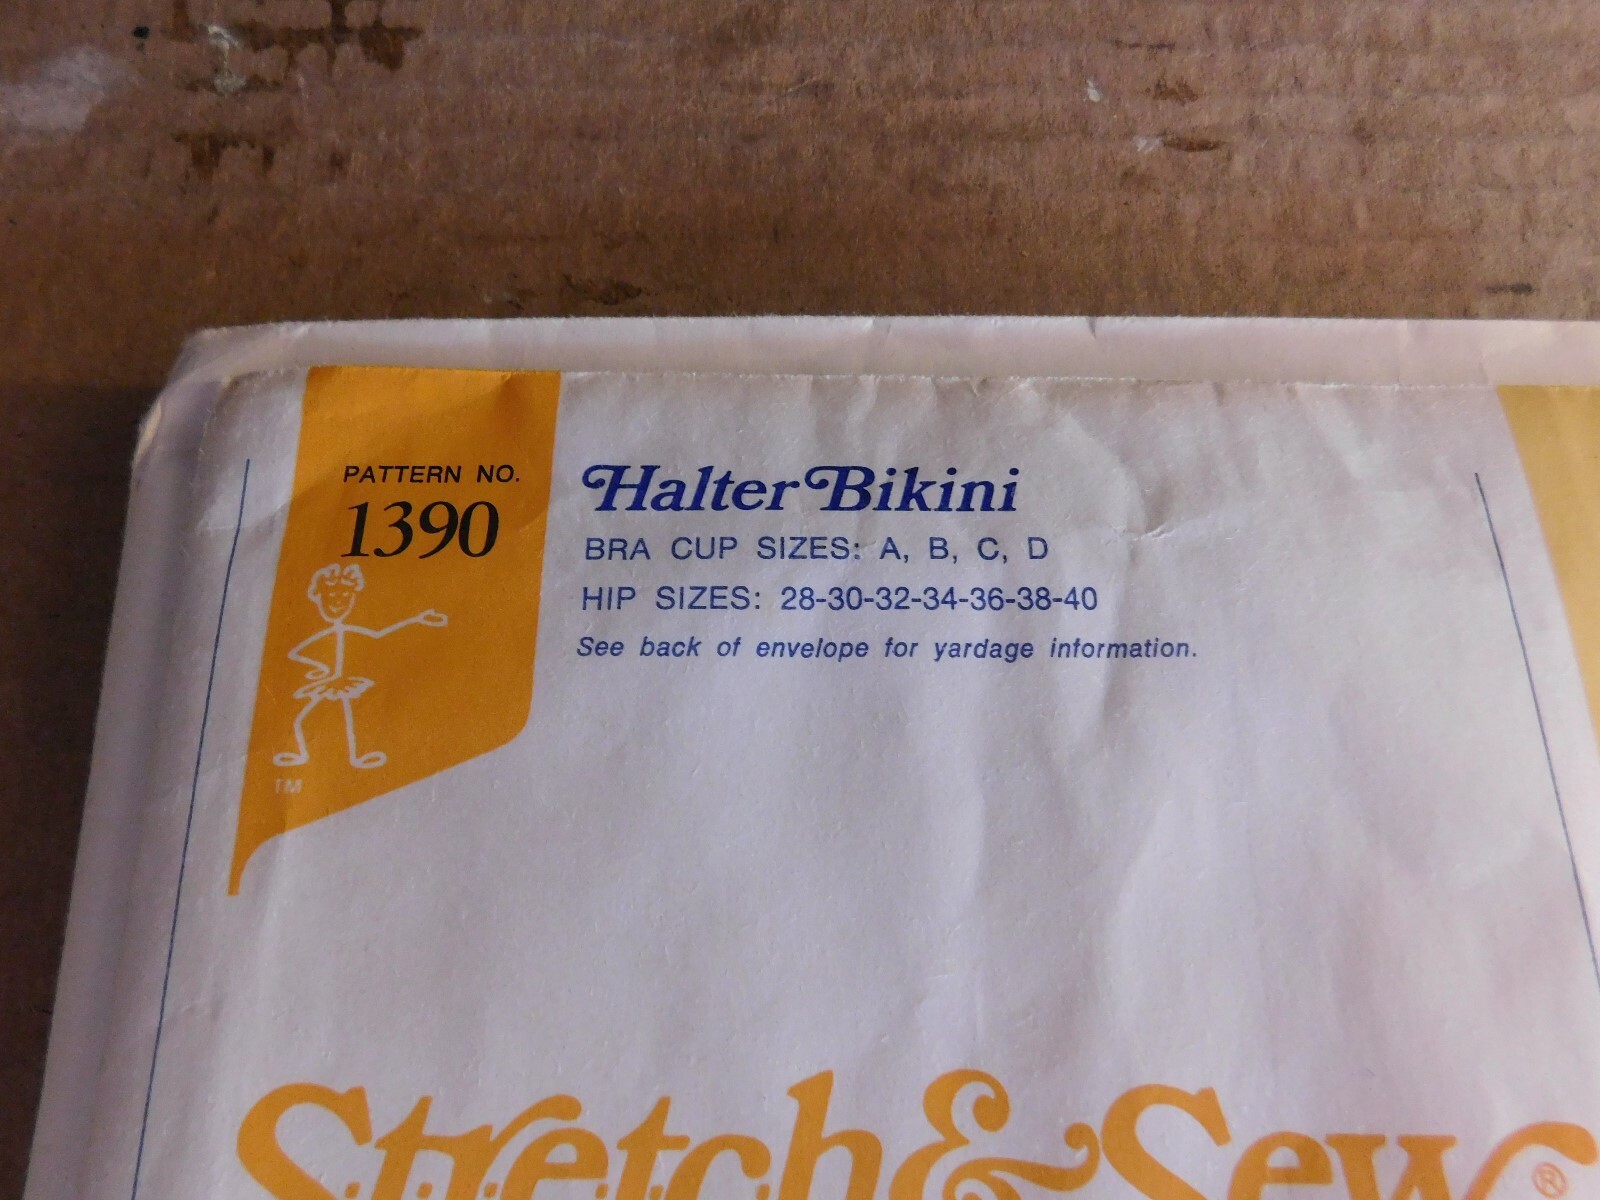 PATTERN NO.
1390
TM
Halter Bikini
BRA CUP SIZES: A, B, C, D
HIP SIZES: 28-30-32-34-36-38-40
See back of envelope for yardage information.
Stretch & Sew ®